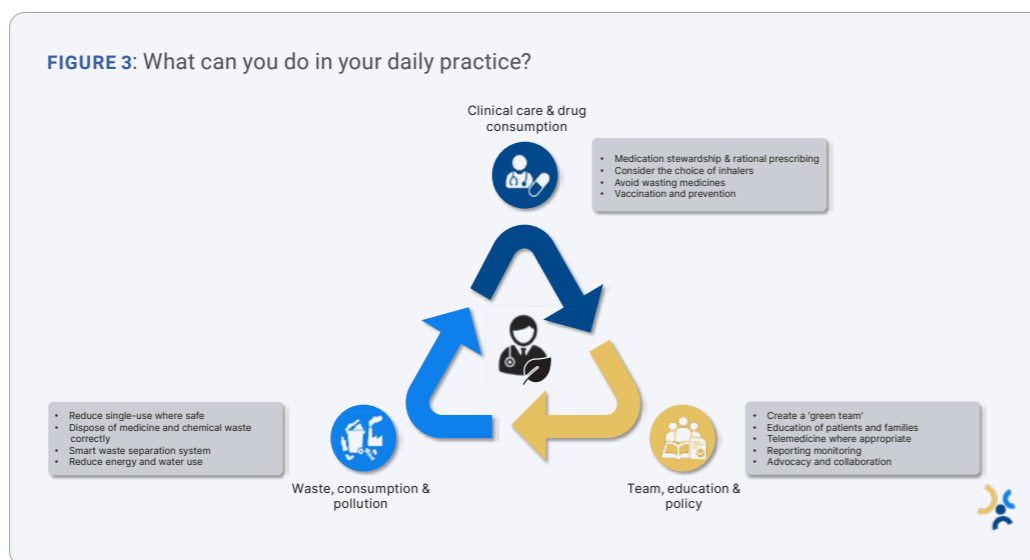 FIGURE 3: What can you do in your daily practice?
Clinical care & drug
consumption
• Medication stewardship & rational prescribing
• Consider the choice of inhalers
• Avoid wasting medicines
• Vaccination and prevention
• Reduce single-use where safe
• Dispose of medicine and chemical waste
correctly
• Smart waste separation system
• Reduce energy and water use
Waste, consumption &
pollution
• Create a 'green team'
• Education of patients and families
• Telemedicine where appropriate
• Reporting monitoring
• Advocacy and collaboration
Team, education &
policy